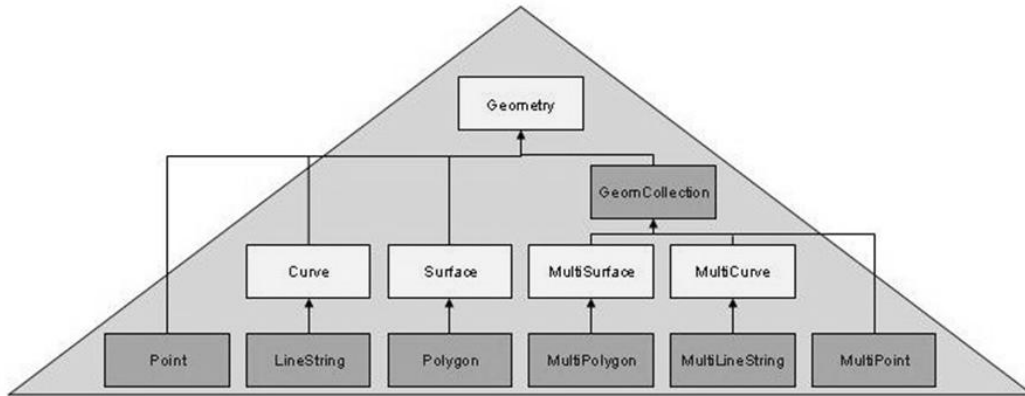 Geometry
GeomCollection
Curve
Surface
MultiSurface
MultiCurve
Point
LineString
Polygon
MultiPolygon
MultiLineString
MultiPoint